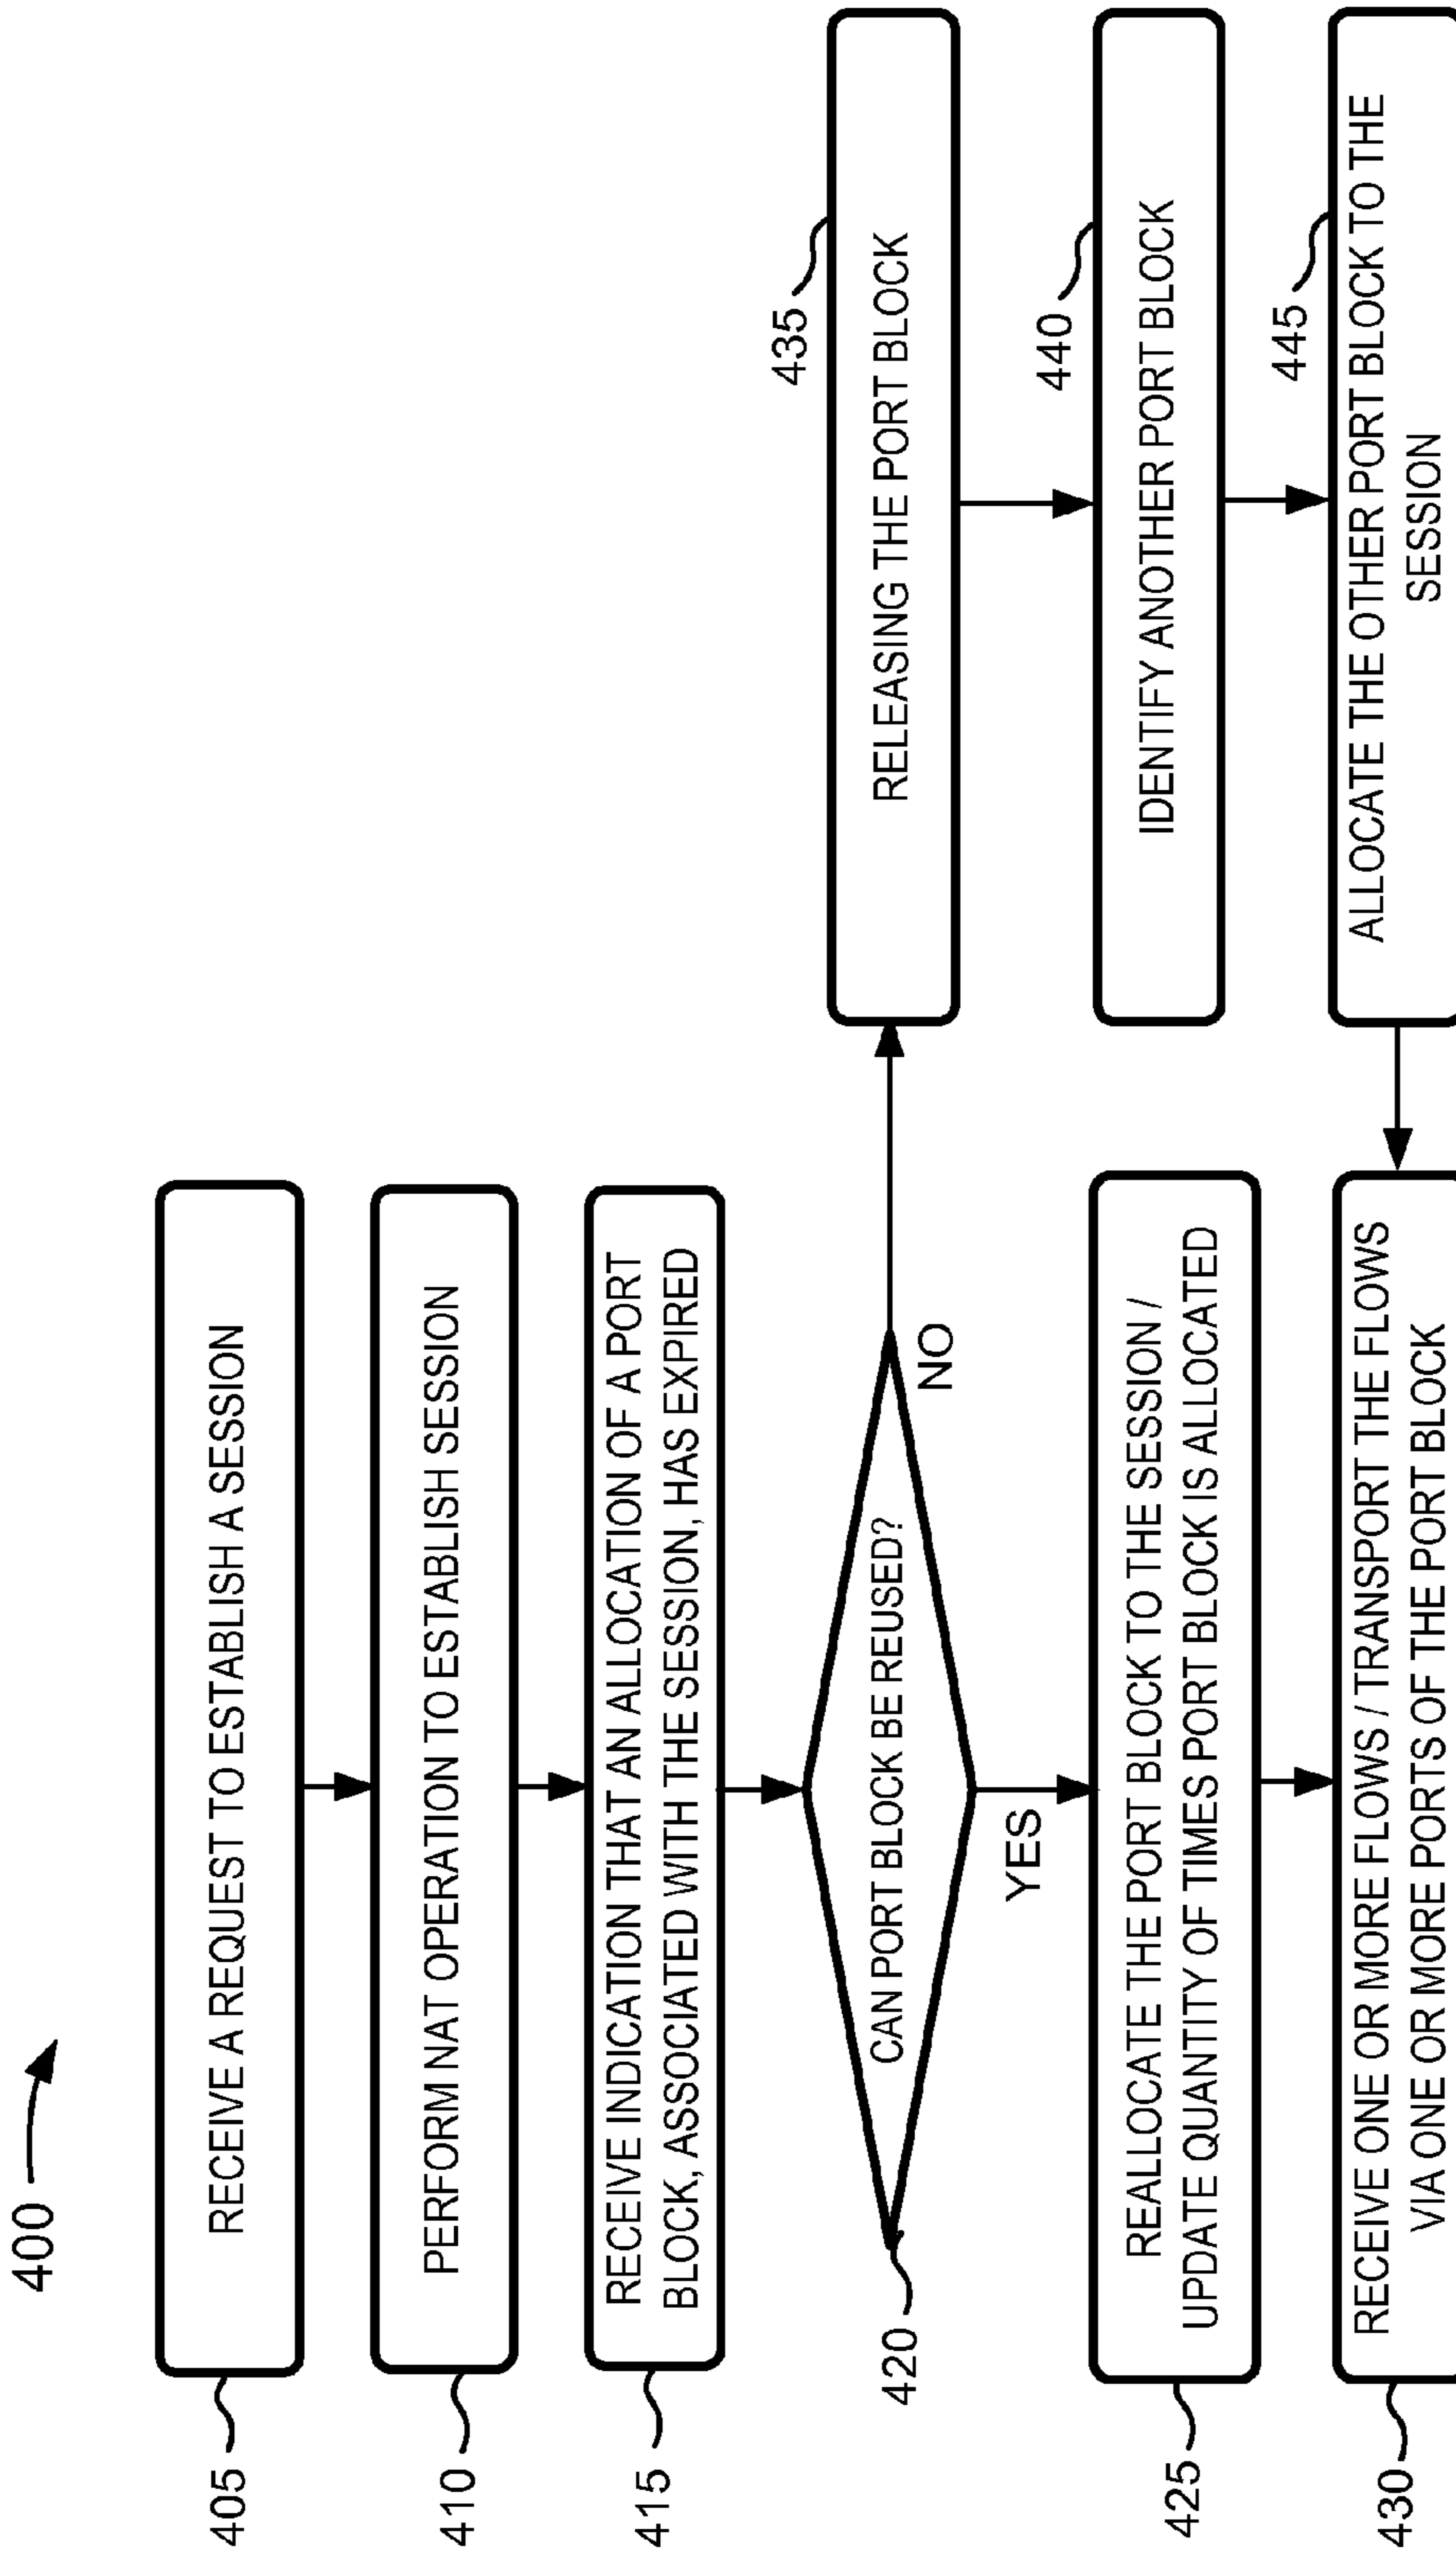 400
405
RECEIVE A REQUEST TO ESTABLISH A SESSION
410
PERFORM NAT OPERATION TO ESTABLISH SESSION
415
RECEIVE INDICATION THAT AN ALLOCATION OF A PORT
BLOCK, ASSOCIATED WITH THE SESSION, HAS EXPIRED
420
CAN PORT BLOCK BE REUSED?
NO
YES
435
RELEASING THE PORT BLOCK
425
REALLOCATE THE PORT BLOCK TO THE SESSION /
UPDATE QUANTITY OF TIMES PORT BLOCK IS ALLOCATED
440
IDENTIFY ANOTHER PORT BLOCK
430
RECEIVE ONE OR MORE FLOWS / TRANSPORT THE FLOWS
VIA ONE OR MORE PORTS OF THE PORT BLOCK
445
ALLOCATE THE OTHER PORT BLOCK TO THE
SESSION